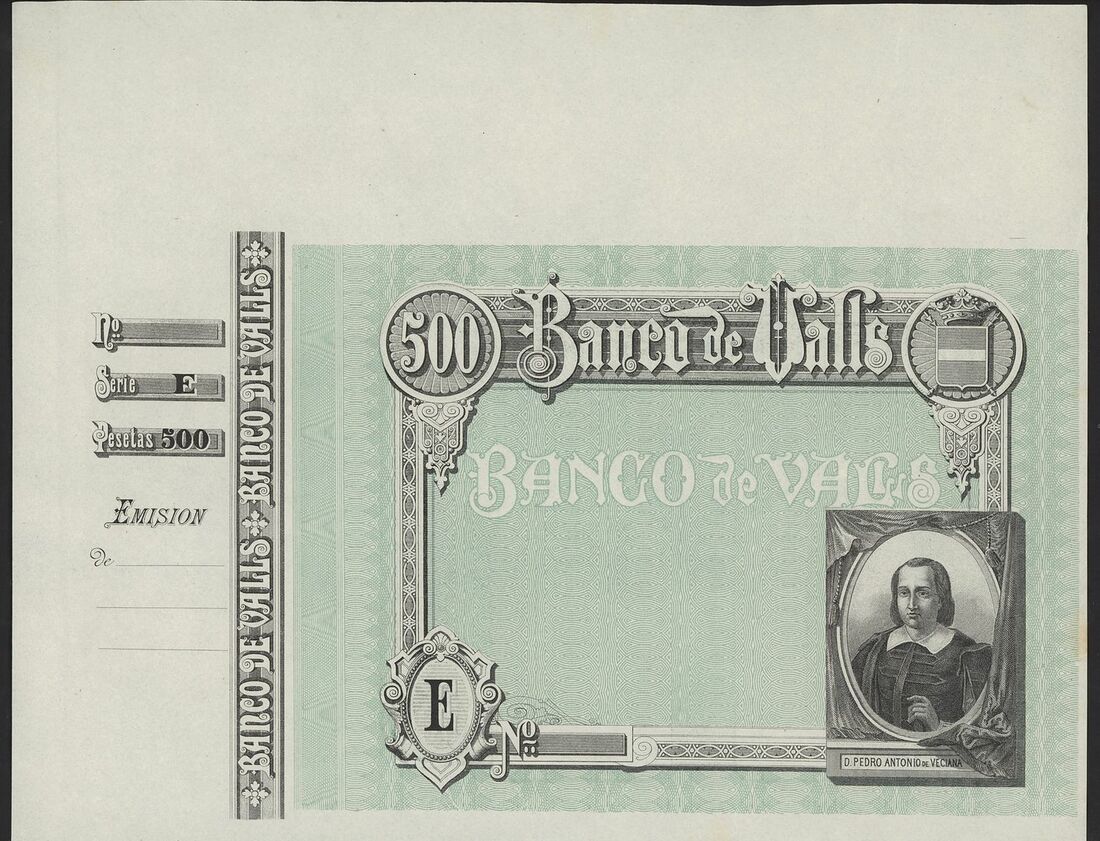 Nº
Serie E
Pesetas 500
EMISION
de
BANCO DE VALLS BANCO DE VALLS
500 Banco de Valls
BANCO de VALLS
E
Nº
D. PEDRO ANTONIO DE VECIANA